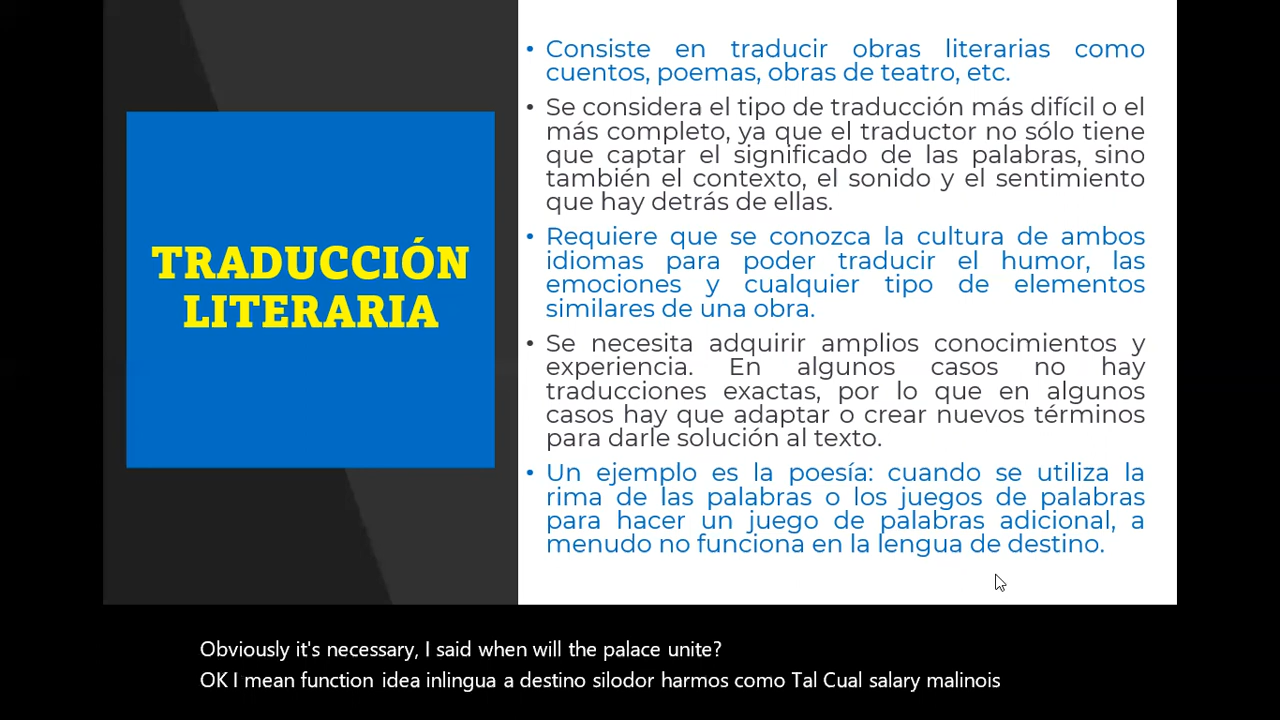 TRADUCCIÓN
LITERARIA
• Consiste en traducir obras literarias como
cuentos, poemas, obras de teatro, etc.
• Se considera el tipo de traducción más difícil o el
más completo, ya que el traductor no sólo tiene
que captar el significado de las palabras, sino
también el contexto, el sonido y el sentimiento
que hay detrás de ellas.
• Requiere que se conozca la cultura de ambos
idiomas para poder traducir el humor, las
emociones y cualquier tipo de elementos
similares de una obra.
• Se necesita adquirir amplios conocimientos y
experiencia. En algunos casos no hay
traducciones exactas, por lo que en algunos
casos hay que adaptar o crear nuevos términos
para darle solución al texto.
• Un ejemplo es la poesía: cuando se utiliza la
rima de las palabras o los juegos de palabras
para hacer un juego de palabras adicional, a
menudo no funciona en la lengua de destino.
Obviously it's necessary, I said when will the palace unite?
OK I mean function idea inlingua a destino silodor harmos como Tal Cual salary malinois